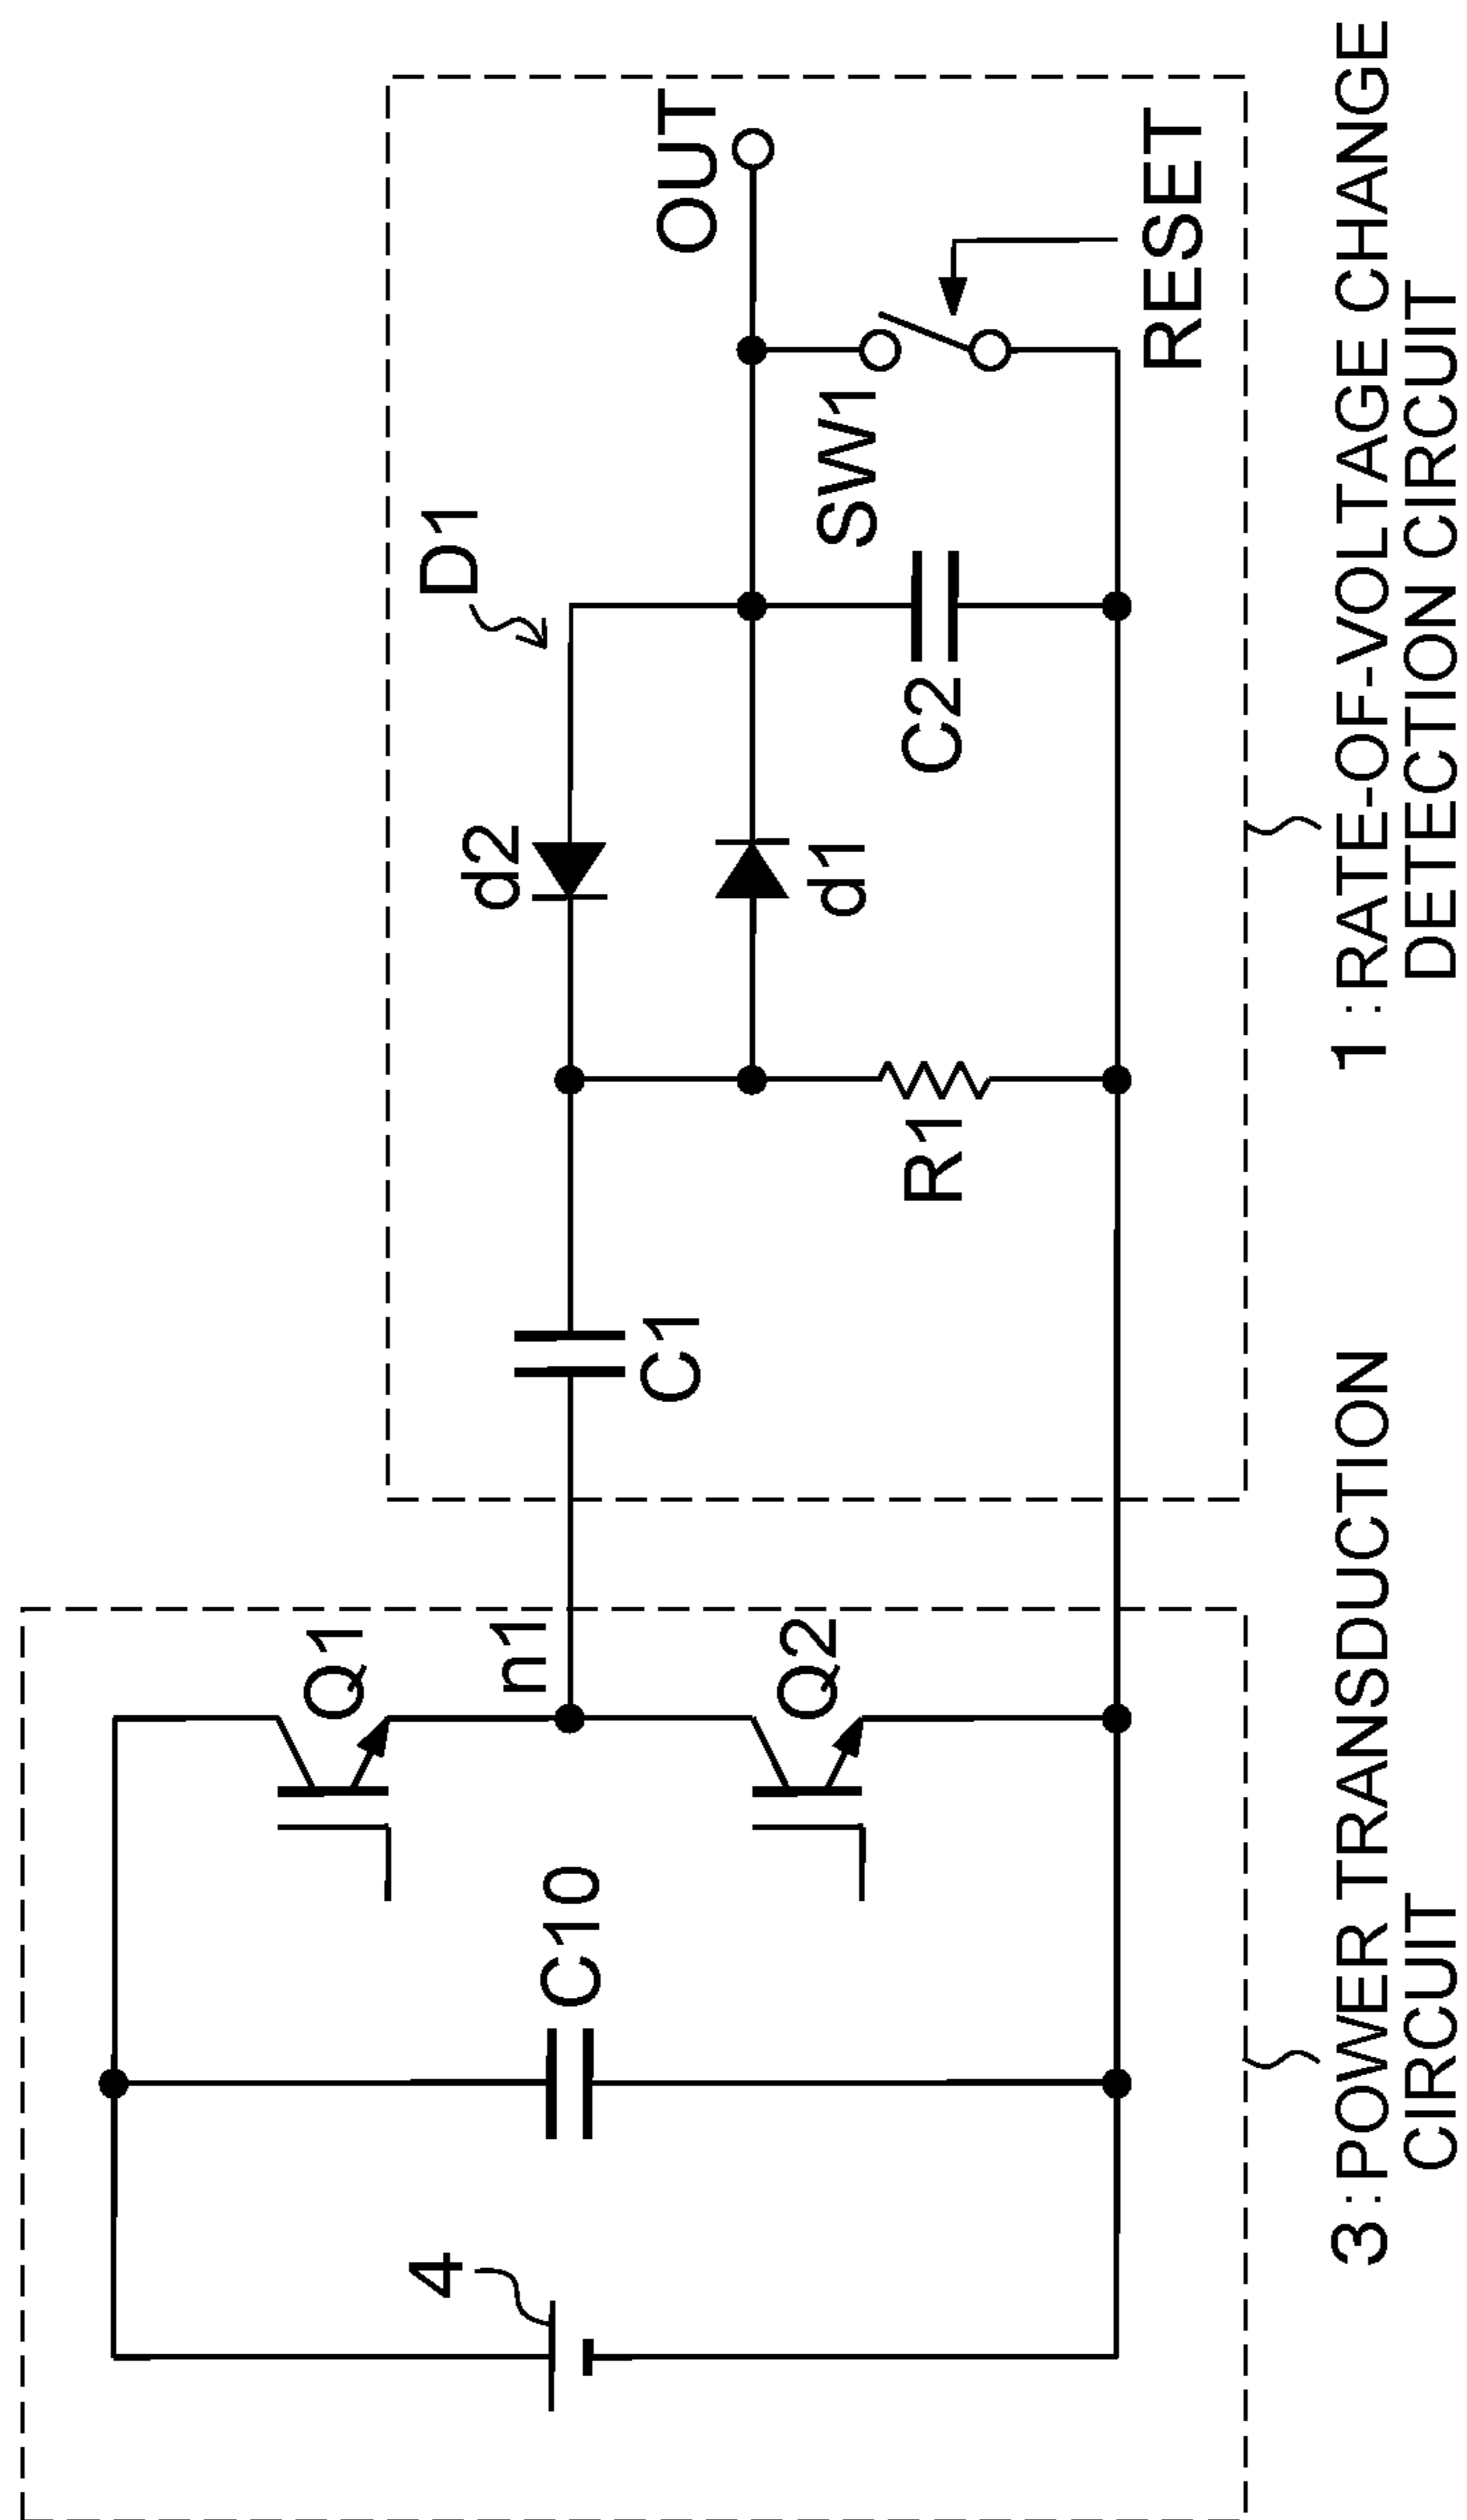 Q1
n1
Q2
C10
4
C1
D1
d2
d1
R1
C2
SW1
OUT
RESET
3:POWER TRANSDUCTION
CIRCUIT
1:RATE-OF-VOLTAGE CHANGE
DETECTION CIRCUIT